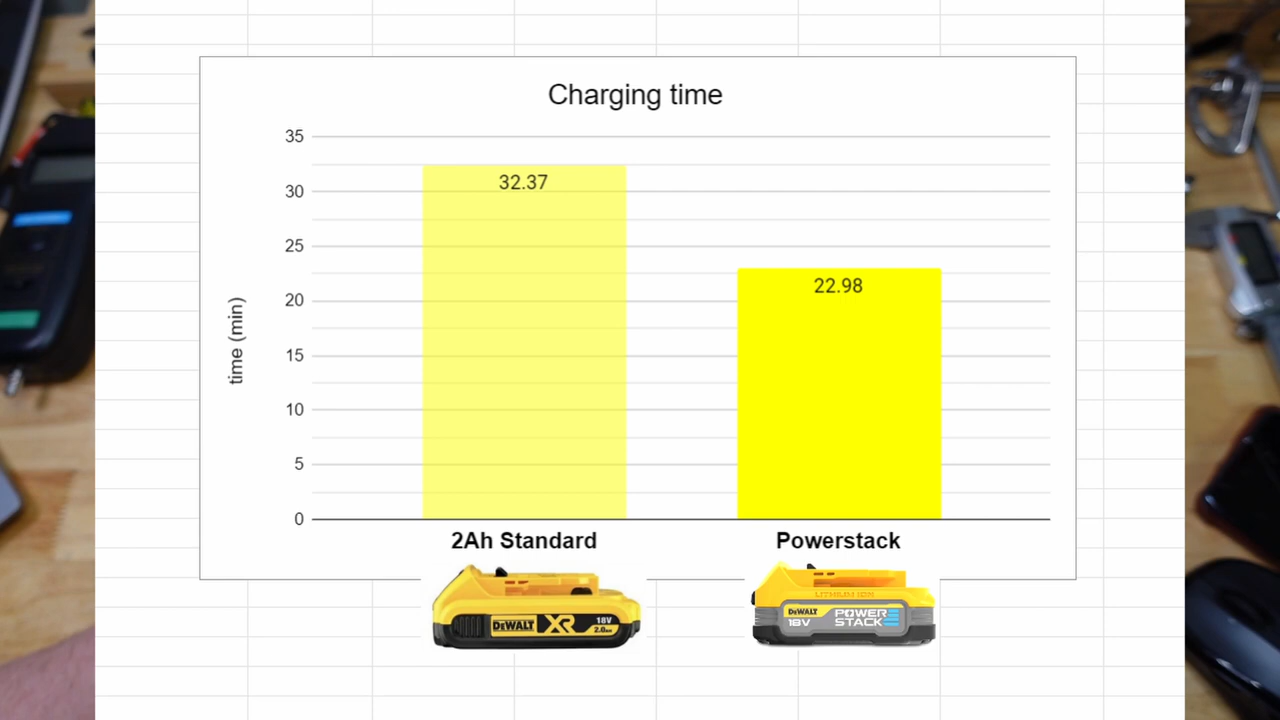 Charging time
time (min)
35
30
25
20
15
10
5
0
32.37
22.98
2Ah Standard
Powerstack
DEWALT XR 18V 2.0AH
LITHIUM ION
DEWALT
18V
POWER
STACK